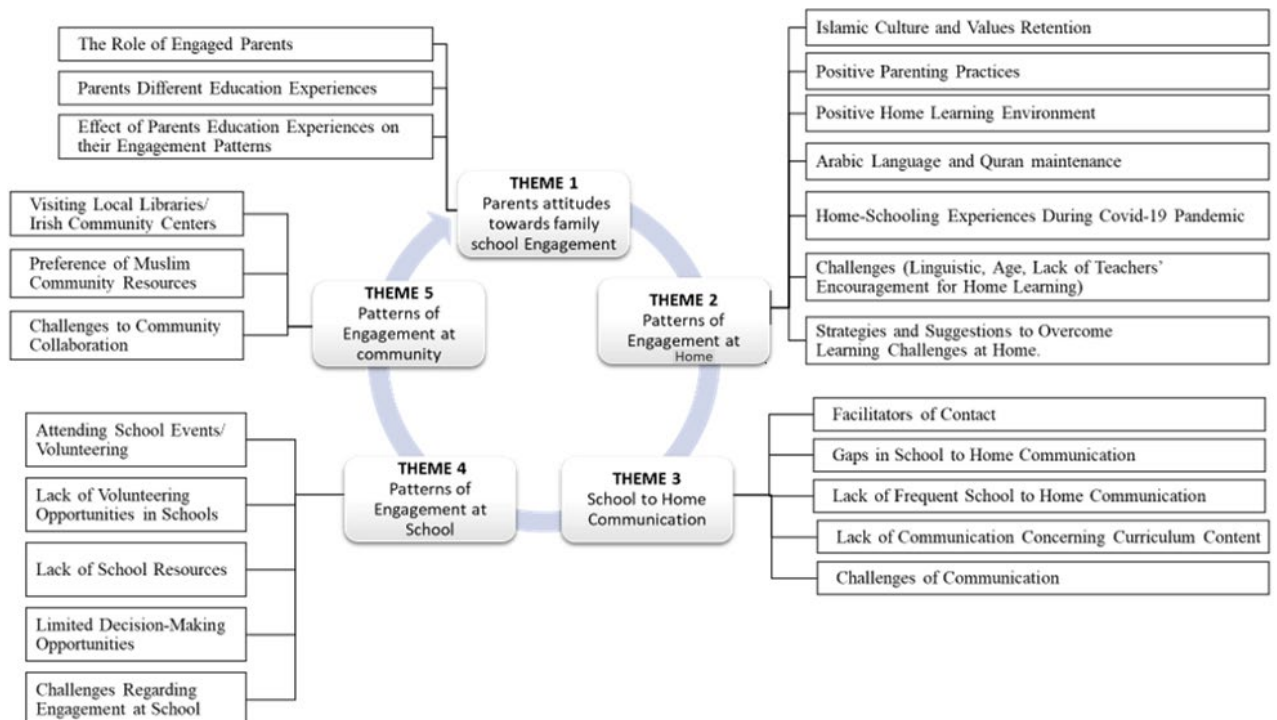 The Role of Engaged Parents
Parents Different Education Experiences
Effect of Parents Education Experiences on
their Engagement Patterns
THEME 1
Parents attitudes
towards family
school Engagement
Islamic Culture and Values Retention
Positive Parenting Practices
Positive Home Learning Environment
Arabic Language and Quran maintenance
Home-Schooling Experiences During Covid-19 Pandemic
Challenges (Linguistic, Age, Lack of Teachers’
Encouragement for Home Learning)
Strategies and Suggestions to Overcome
Learning Challenges at Home.
THEME 2
Patterns of
Engagement at
Home
Visiting Local Libraries/
Irish Community Centers
Preference of Muslim
Community Resources
Challenges to Community
Collaboration
THEME 5
Patterns of
Engagement at
community
Attending School Events/
Volunteering
Lack of Volunteering
Opportunities in Schools
Lack of School Resources
Limited Decision-Making
Opportunities
Challenges Regarding
Engagement at School
THEME 4
Patterns of
Engagement at
School
THEME 3
School to Home
Communication
Facilitators of Contact
Gaps in School to Home Communication
Lack of Frequent School to Home Communication
Lack of Communication Concerning Curriculum Content
Challenges of Communication